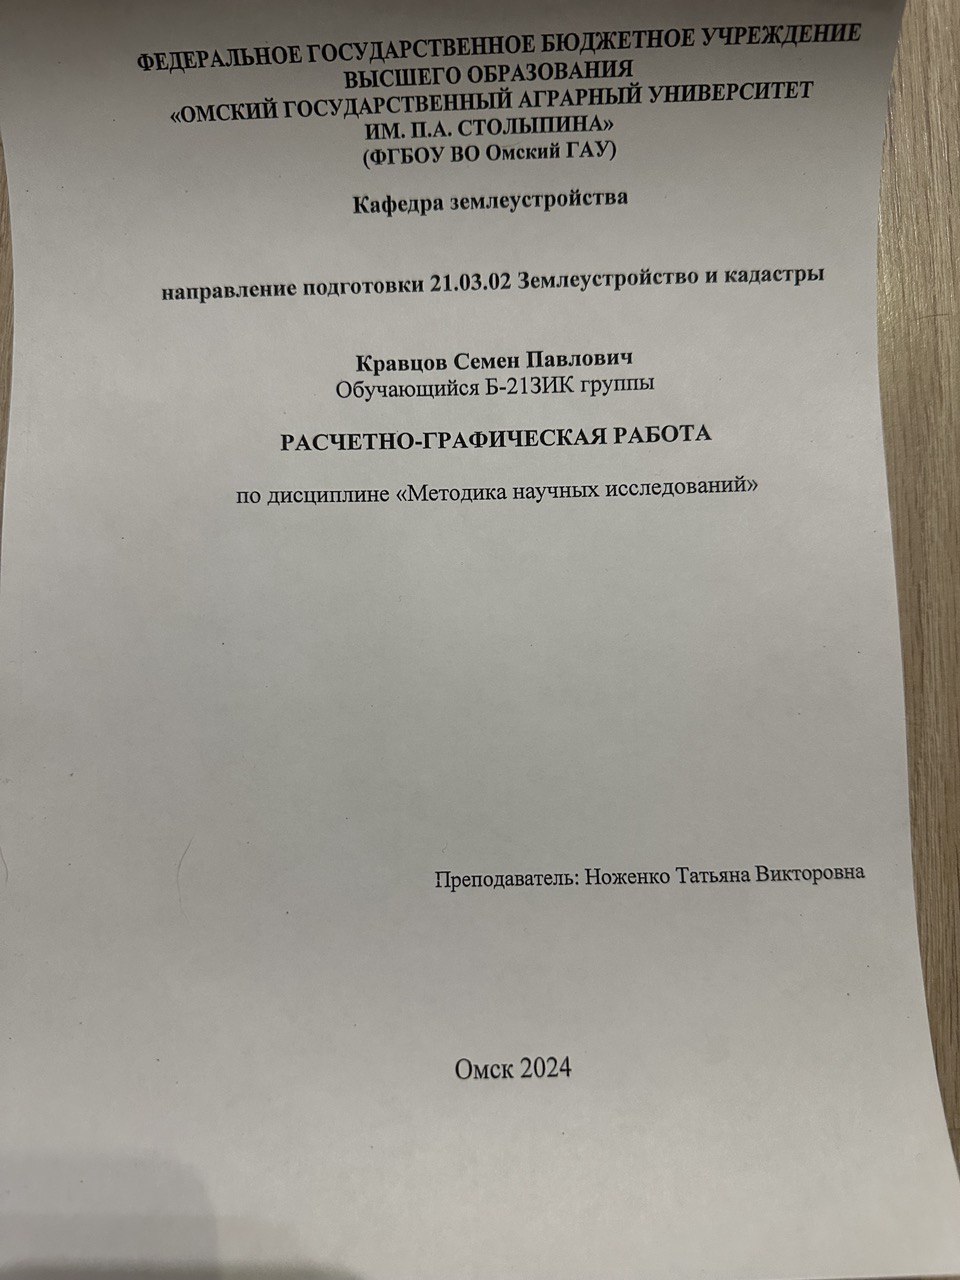 ФЕДЕРАЛЬНОЕ ГОСУДАРСТВЕННОЕ БЮДЖЕТНОЕ УЧРЕЖДЕНИЕ
ВЫСШЕГО ОБРАЗОВАНИЯ
«ОМСКИЙ ГОСУДАРСТВЕННЫЙ АГРАРНЫЙ УНИВЕРСИТЕТ
ИМ. П.А. СТОЛЫПИНА»
(ФГБОУ ВО Омский ГАУ)
Кафедра землеустройства
направление подготовки 21.03.02 Землеустройство и кадастры
Кравцов Семен Павлович
Обучающийся Б-21ЗИК группы
РАСЧЕТНО-ГРАФИЧЕСКАЯ РАБОТА
по дисциплине «Методика научных исследований»
Преподаватель: Ноженко Татьяна Викторовна
Омск 2024